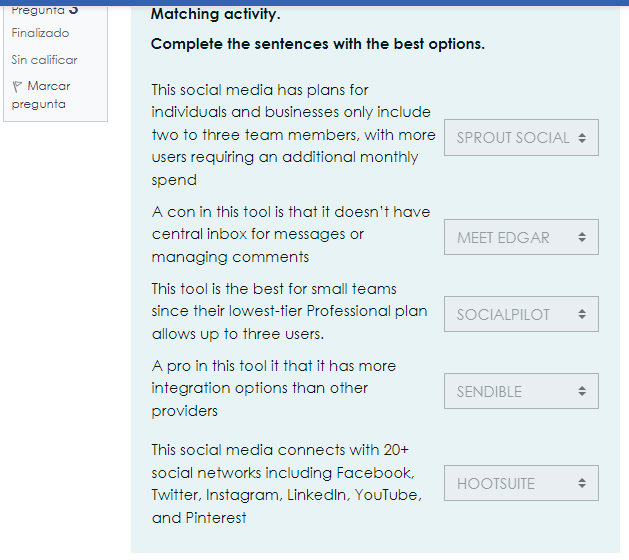 Pregunta 3
Finalizado
Sin calificar
Marcar
pregunta
Matching activity.
Complete the sentences with the best options.
This social media has plans for
individuals and businesses only include
two to three team members, with more
users requiring an additional monthly
spend
SPROUT SOCIAL
A con in this tool is that it doesn't have
central inbox for messages or
managing comments
MEET EDGAR
This tool is the best for small teams
since their lowest-tier Professional plan
allows up to three users.
SOCIALPILOT
A pro in this tool it that it has more
integration options than other
providers
SENDIBLE
This social media connects with 20+
social networks including Facebook,
Twitter, Instagram, LinkedIn, YouTube,
and Pinterest
HOOTSUITE